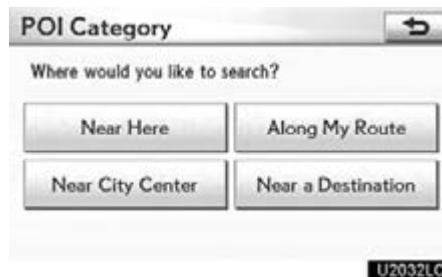 POI Category
Where would you like to search?
Near Here
Along My Route
Near City Center
Near a Destination
U2032LC